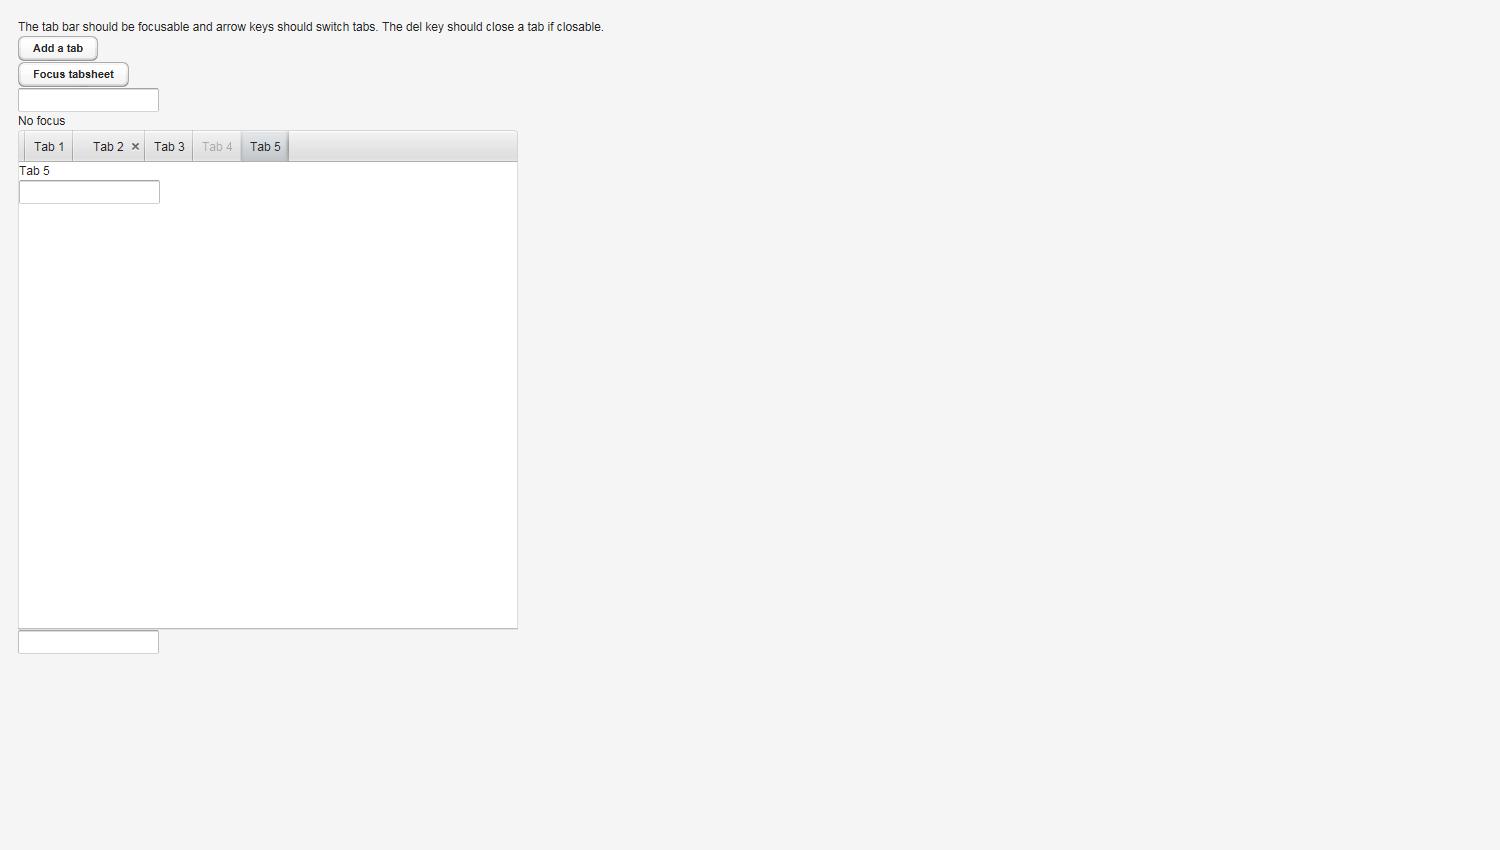 The tab bar should be focusable and arrow keys should switch tabs. The del key should close a tab if closable.
Add a tab
Focus tabsheet
No focus
Tab 1 Tab 2 × Tab 3 Tab 4 Tab 5
Tab 5